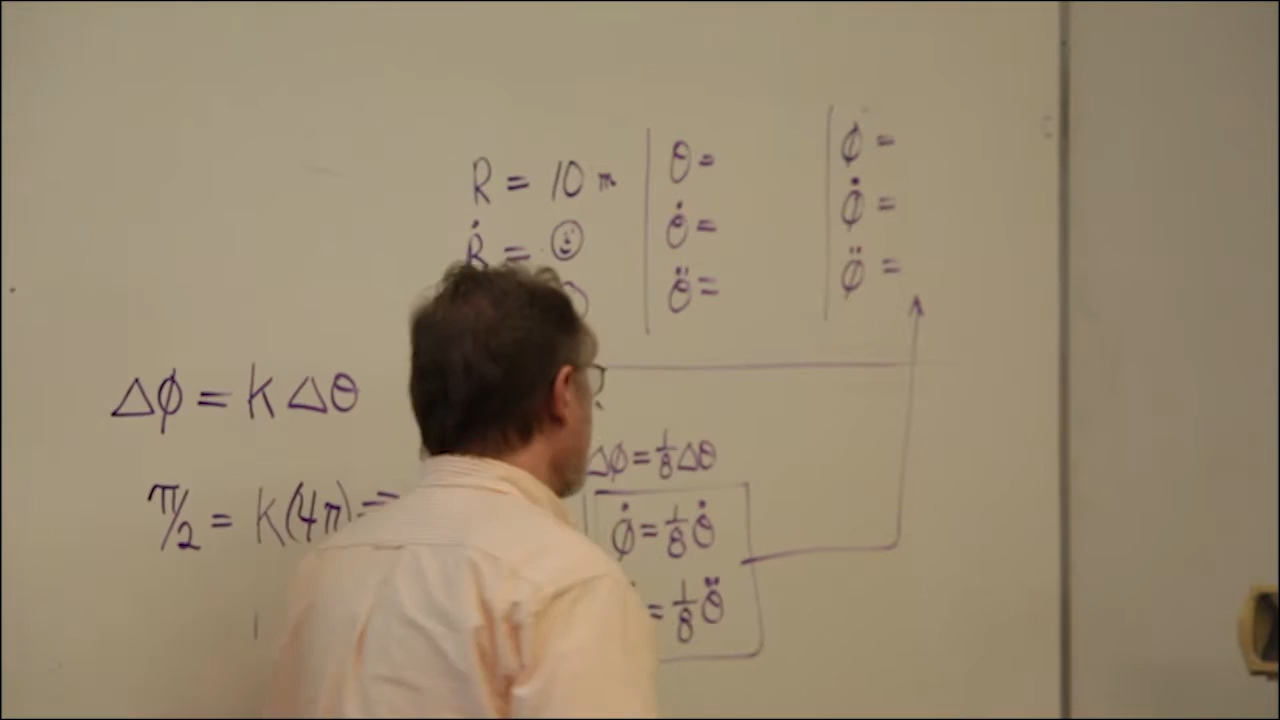 R = 10 m
Ṙ =
θ =
θ̇ =
θ̈ =
ϕ =
ϕ̇ =
ϕ̈ =
Δϕ = K Δθ
π/2 = K(4π) =
Δϕ = 1/8 Δθ
ϕ̇ = 1/8 θ̇
= 1/8 θ̈